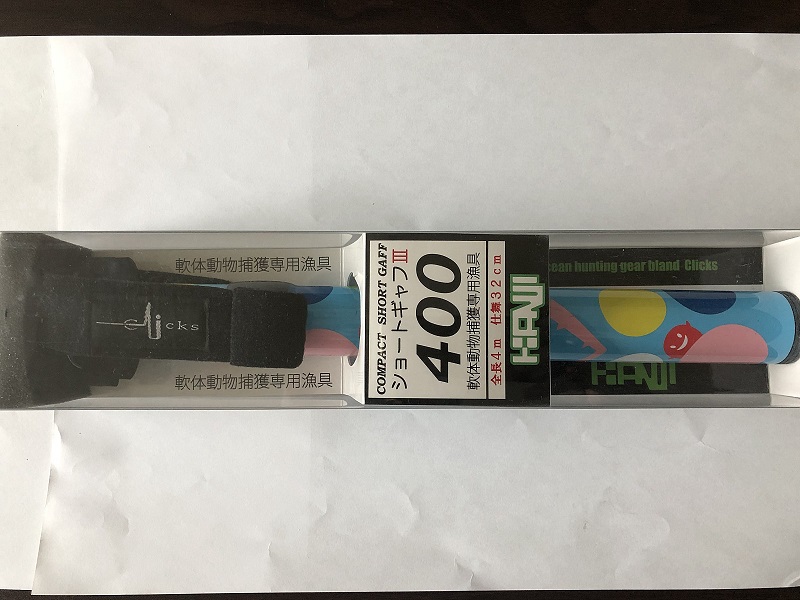 軟体動物捕獲専用漁具
Clicks
軟体動物捕獲専用漁具
COMPACT SHORT GAFF
ショートギャフIII
400
軟体動物捕獲専用漁具
全長4m 仕舞32cm
HANJI
cean hunting gear bland Clicks
HANJI